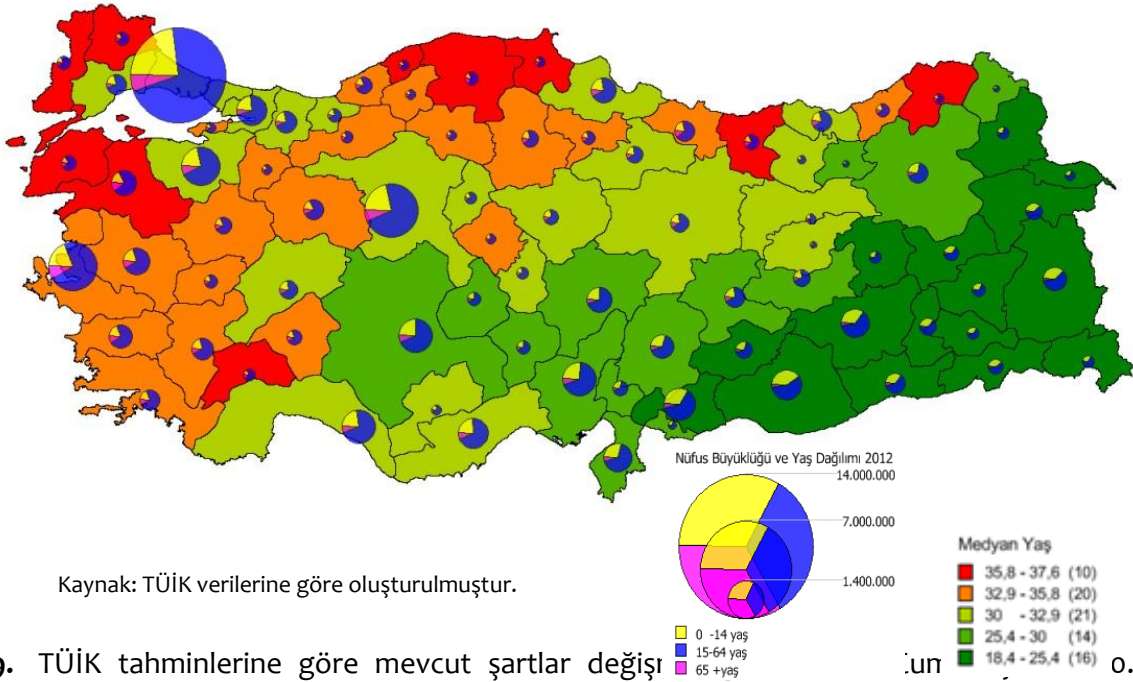 Nüfus Büyüklüğü ve Yaş Dağılımı 2012
14.000.000
7.000.000
1.400.000
0 -14 yaş
15-64 yaş
65 +yaş
Medyan Yaş
35,8 - 37,6 (10)
32,9 - 35,8 (20)
30 - 32,9 (21)
25,4 - 30 (14)
18,4 - 25,4 (16)
Kaynak: TÜİK verilerine göre oluşturulmuştur.
9. TÜİK tahminlerine göre mevcut şartlar